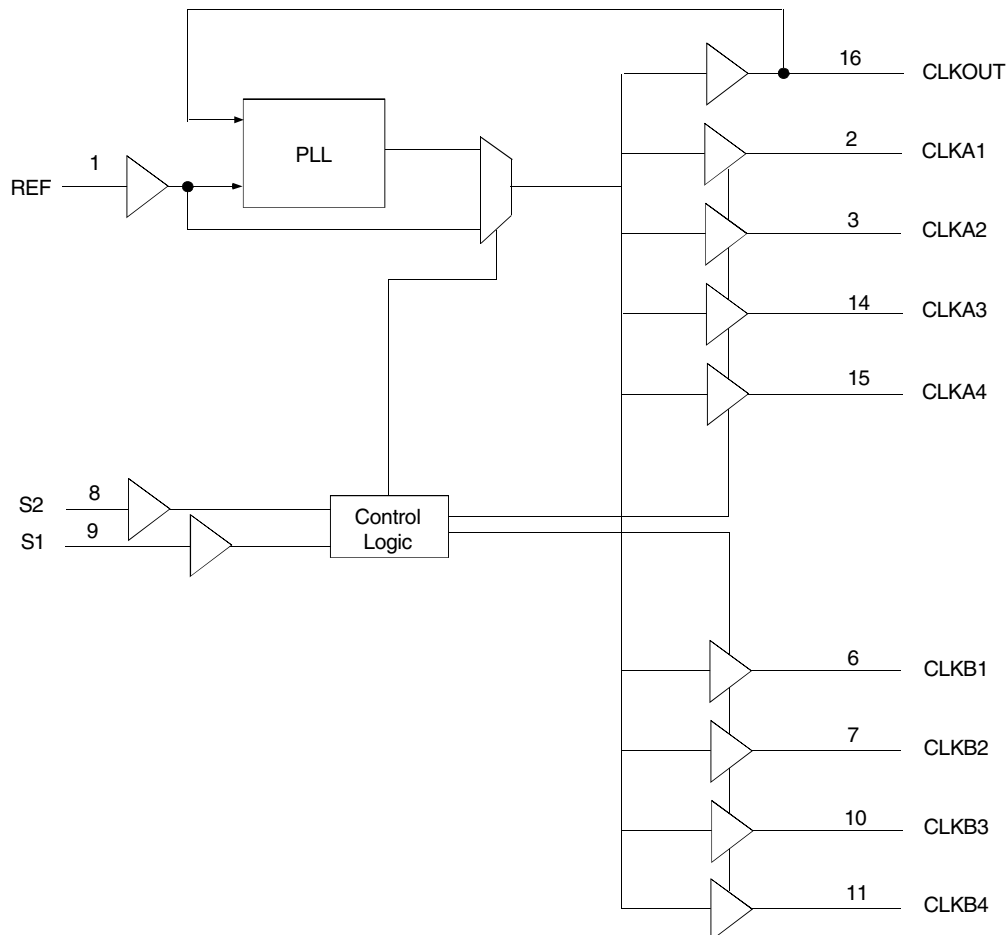 16 CLKOUT
PLL
1
REF
2 CLKA1
3 CLKA2
14 CLKA3
15 CLKA4
S2 8
S1 9
Control
Logic
6 CLKB1
7 CLKB2
10 CLKB3
11 CLKB4